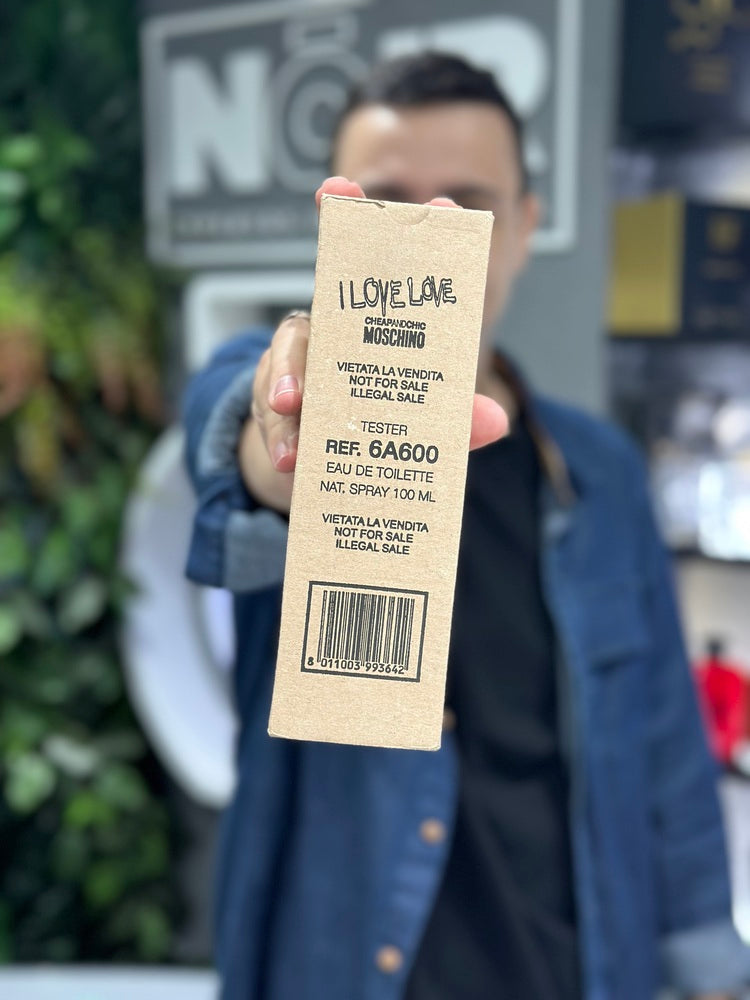 NOIR
I LOVE LOVE
CHEAPANDCHIC
MOSCHINO
VIETATA LA VENDITA
NOT FOR SALE
ILLEGAL SALE
TESTER
REF. 6A600
EAU DE TOILETTE
NAT. SPRAY 100 ML
VIETATA LA VENDITA
NOT FOR SALE
ILLEGAL SALE
8 011003 993642